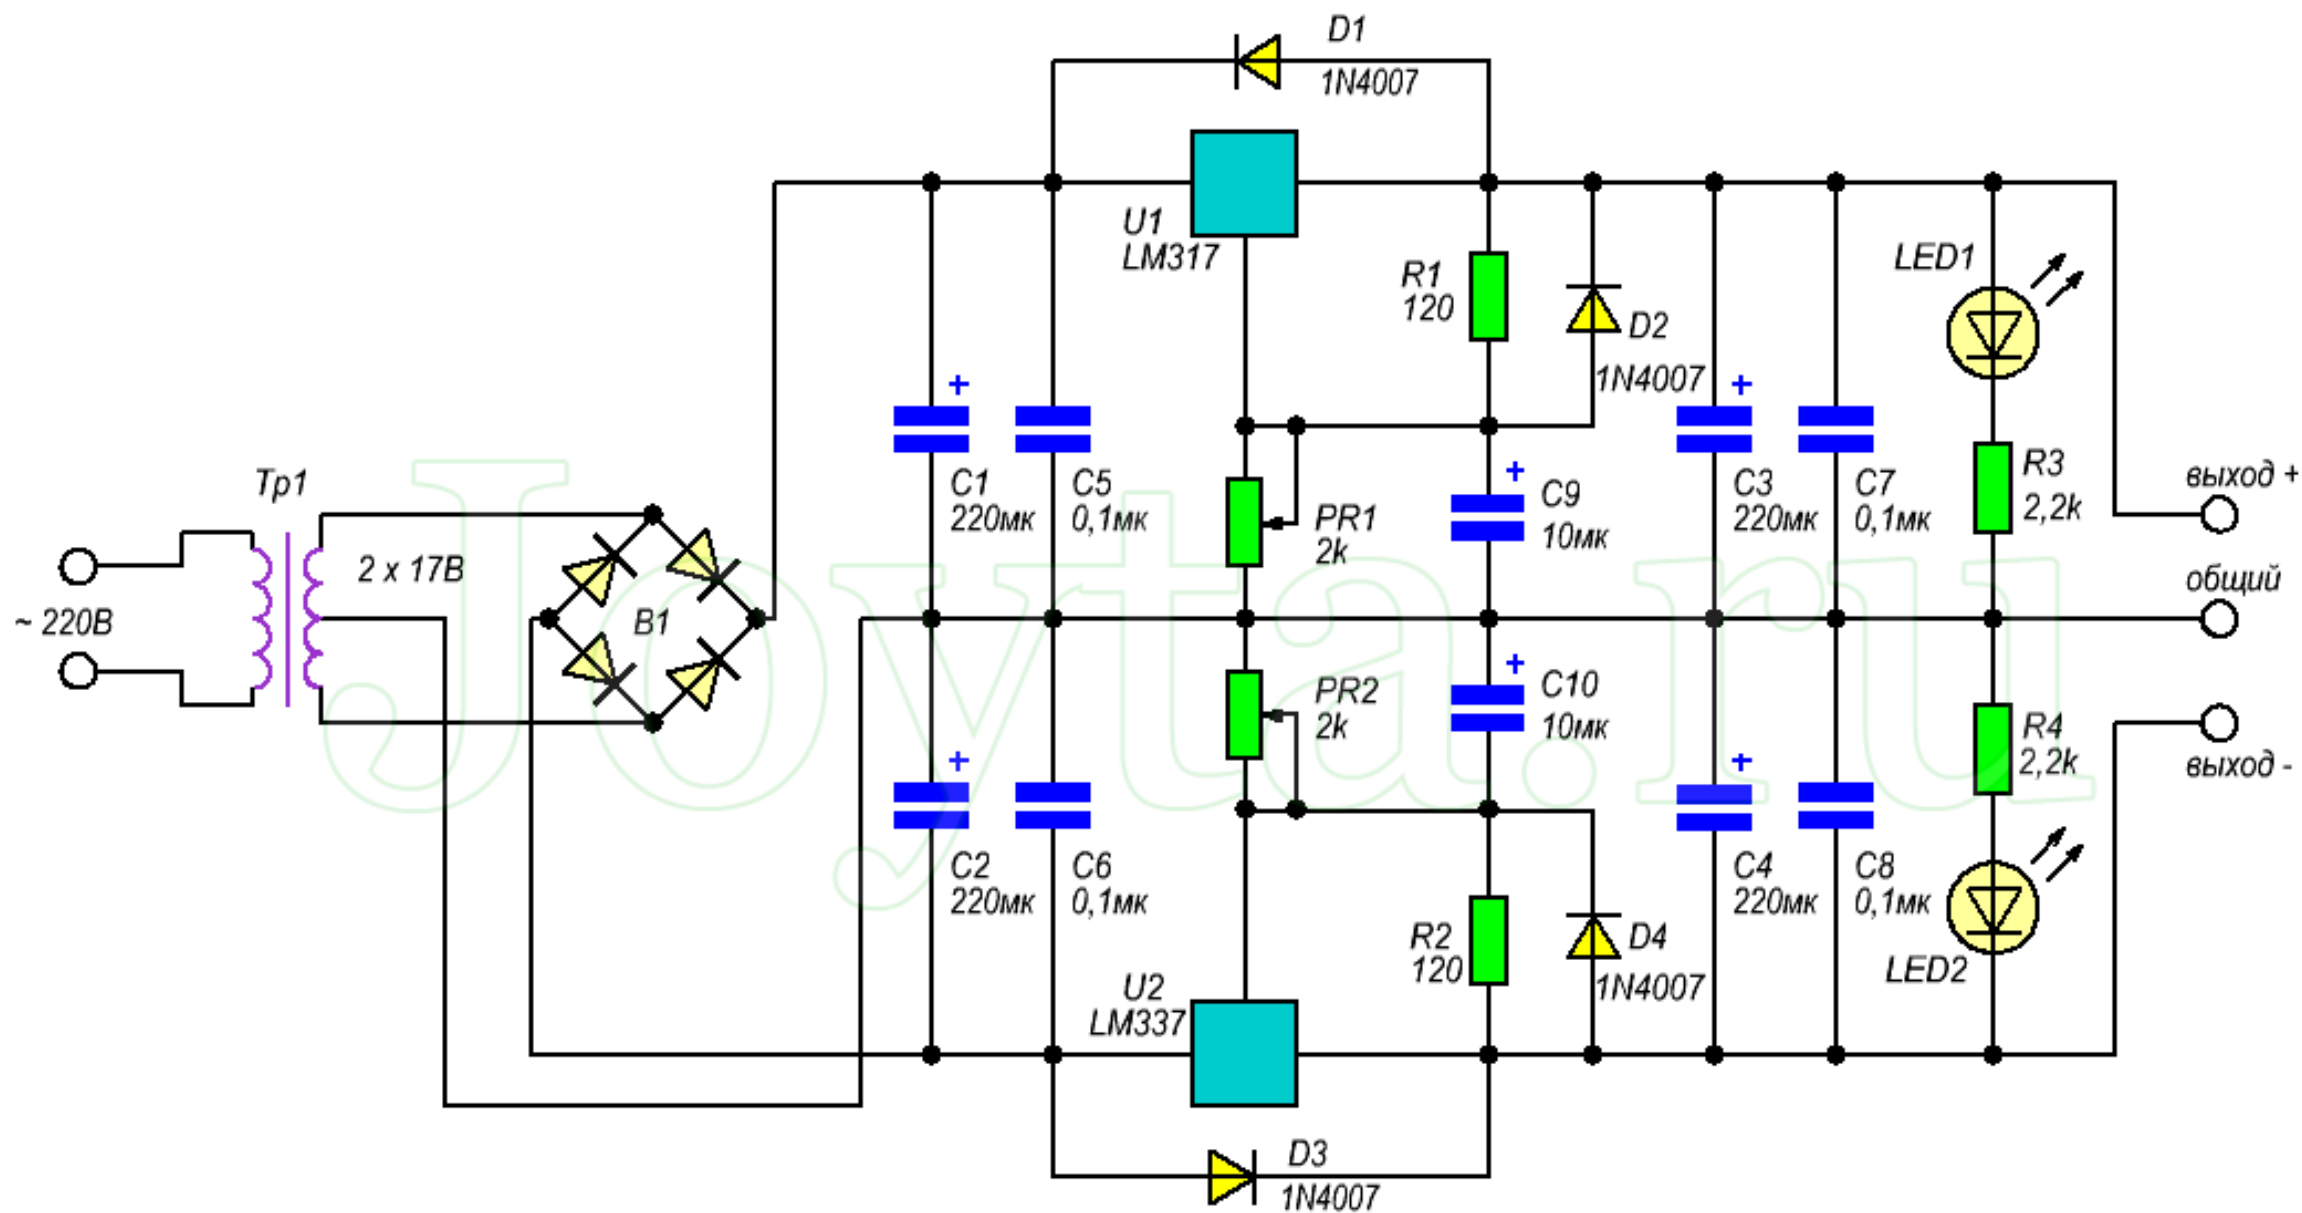 D1
1N4007
U1
LM317
R1
120
D2
1N4007
LED1
+
+
Tp1
C1
220мк
C5
0,1мк
+
C9
10мк
C3
220мк
C7
0,1мк
R3
2,2k
выход +
PR1
2k
2 x 17В
~ 220В
B1
общий
+
PR2
2k
C10
10мк
R4
2,2k
выход -
+
+
C2
220мк
C6
0,1мк
C4
220мк
C8
0,1мк
R2
120
D4
1N4007
LED2
U2
LM337
D3
1N4007
Joyta.ru